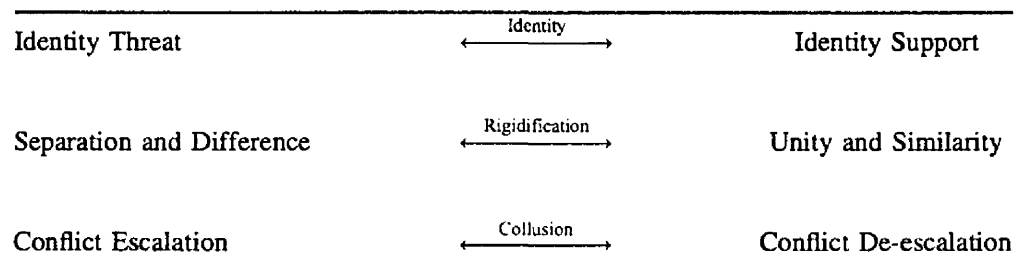 Identity
Identity Threat Identity Support
Rigidification
Separation and Difference Unity and Similarity
Collusion
Conflict Escalation Conflict De-escalation